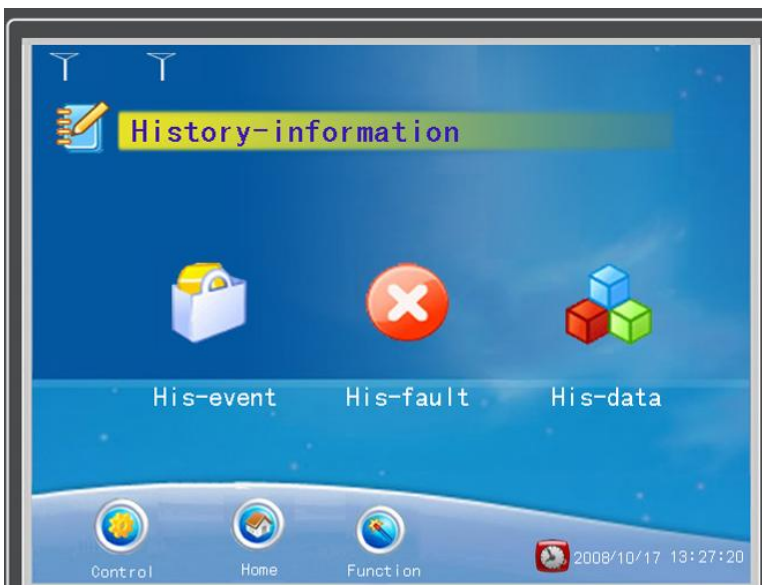 History-information
His-event His-fault His-data
Control Home Function 2008/10/17 13:27:20